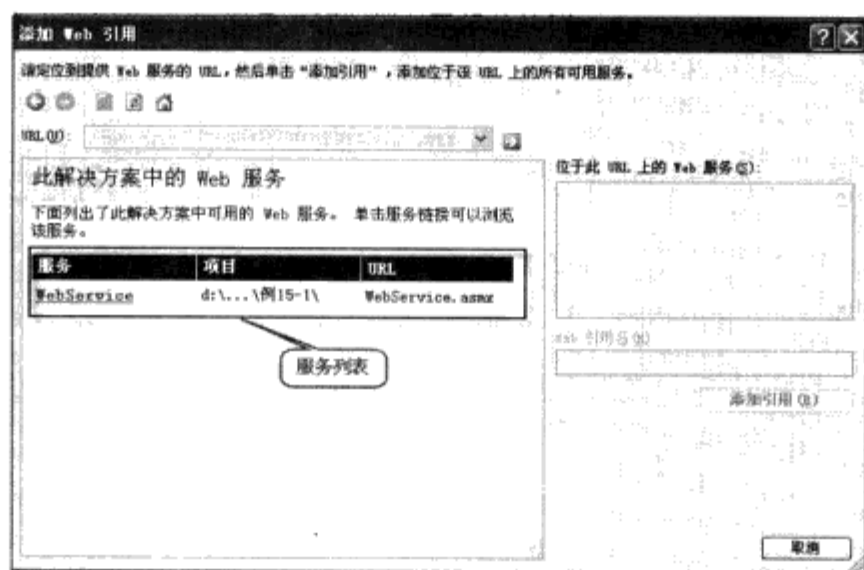 添加 Web 引用
请定位到提供 Web 服务的 URL，然后单击“添加引用”，添加位于该 URL 上的所有可用服务。
URL(U):
位于此 URL 上的 Web 服务(S):
此解决方案中的 Web 服务
下面列出了此解决方案中可用的 Web 服务。 单击服务链接可以浏览
该服务。
服务 项目 URL
WebService d:\...\例15-1\ WebService.asmx
服务列表
Web 引用名(N)
添加引用(R)
取消